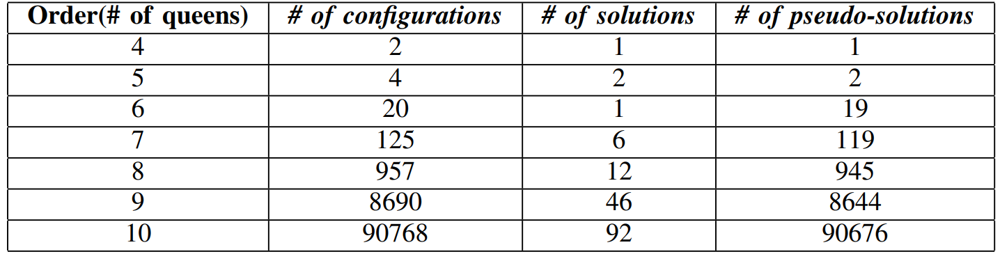 Order(# of queens) # of configurations # of solutions # of pseudo-solutions
4 2 1 1
5 4 2 2
6 20 1 19
7 125 6 119
8 957 12 945
9 8690 46 8644
10 90768 92 90676